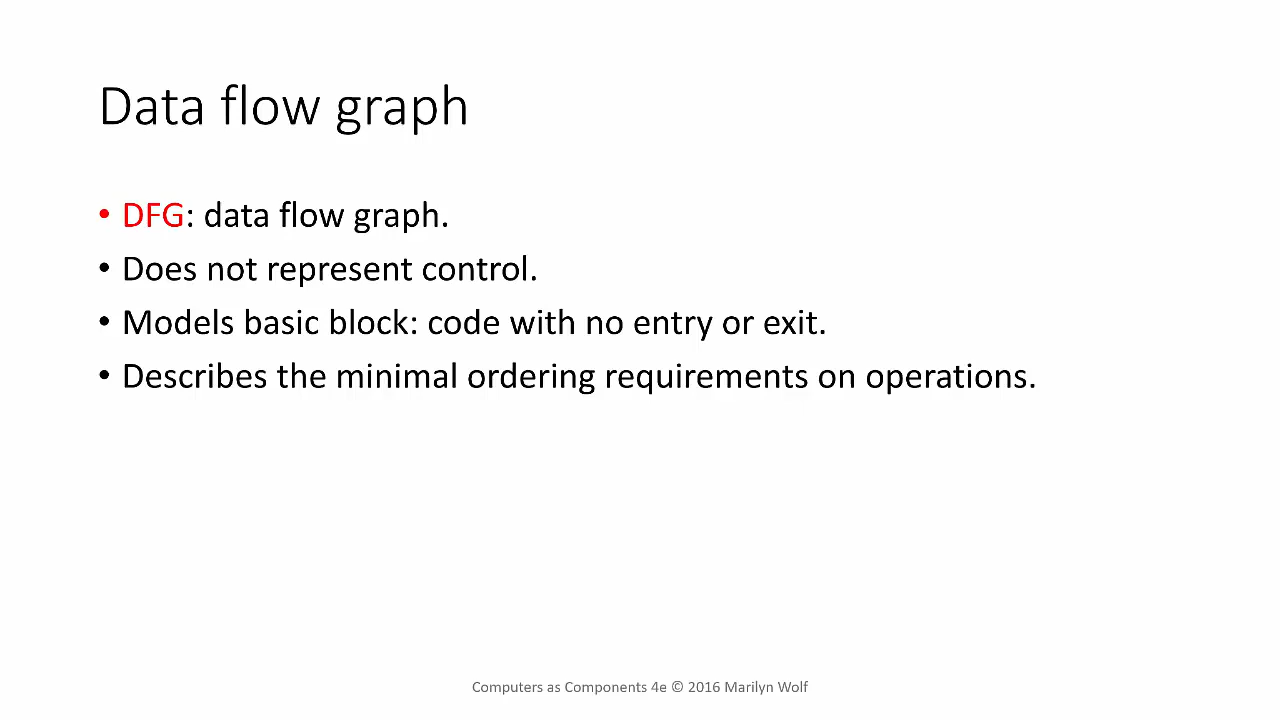 Data flow graph
• DFG: data flow graph.
• Does not represent control.
• Models basic block: code with no entry or exit.
• Describes the minimal ordering requirements on operations.
Computers as Components 4e © 2016 Marilyn Wolf